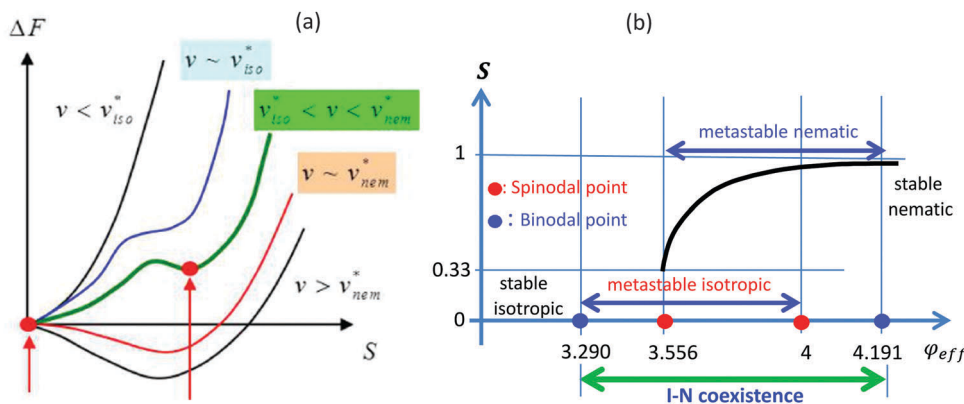 (a)
ΔF
v ~ v*iso
v < v*iso
v*iso < v < v*nem
v ~ v*nem
v > v*nem
S
(b)
S
metastable nematic
1
: Spinodal point
stable
nematic
: Binodal point
0.33
stable
isotropic
metastable isotropic
0
3.290 3.556 4 4.191 φeff
I-N coexistence